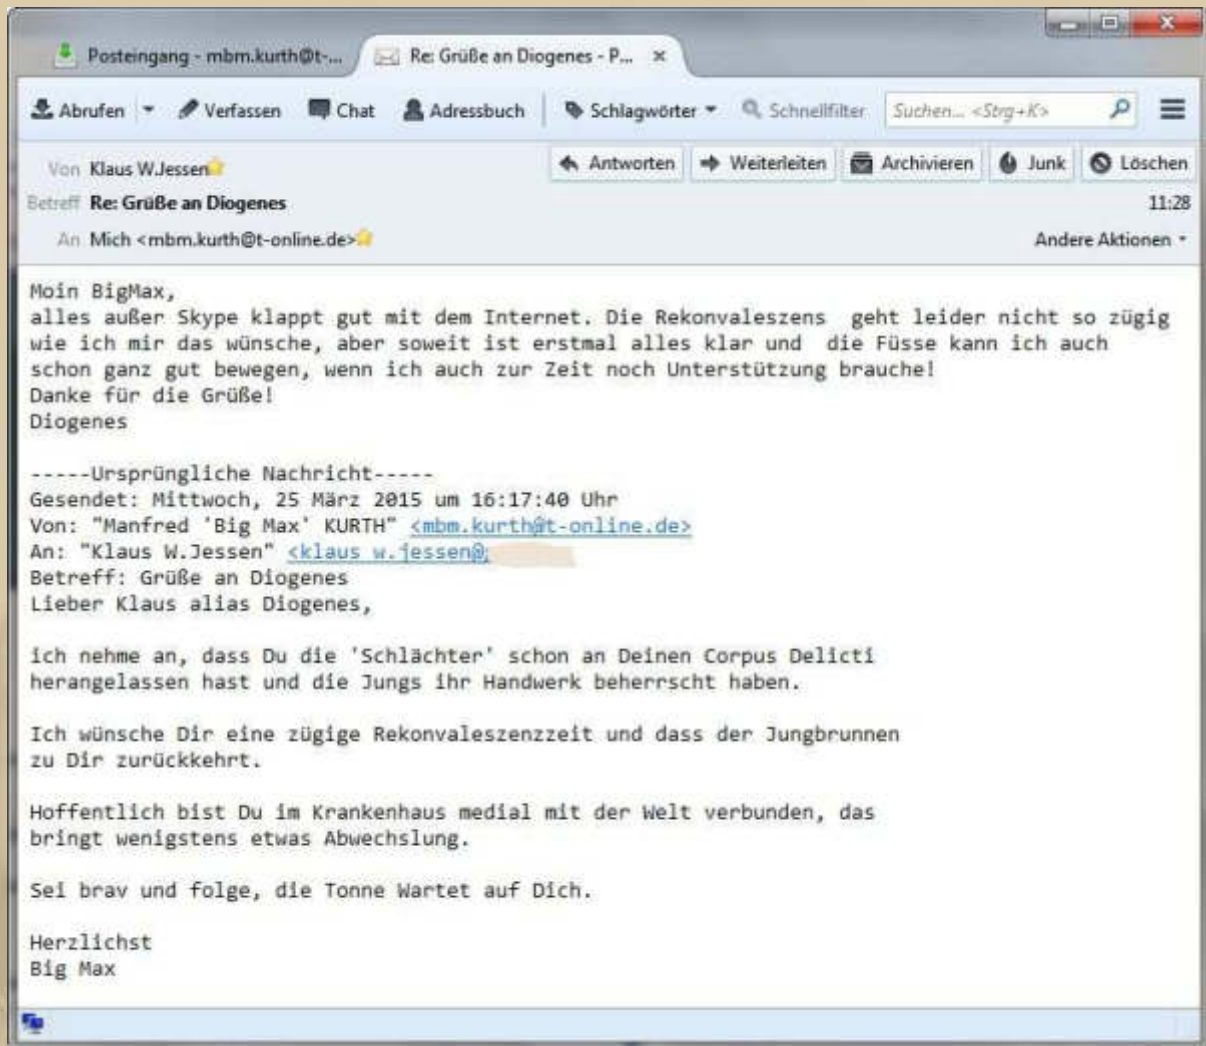 Posteingang - mbm.kurth@t-... Re: Grüße an Diogenes - P... ×
Abrufen Verfassen Chat Adressbuch Schlagwörter Schnellfilter Suchen... <Strg+K>
Antworten Weiterleiten Archivieren Junk Löschen
Von Klaus W.Jessen
Betreff Re: Grüße an Diogenes 11:28
An Mich <mbm.kurth@t-online.de> Andere Aktionen
Moin BigMax,
alles außer Skype klappt gut mit dem Internet. Die Rekonvaleszens geht leider nicht so zügig
wie ich mir das wünsche, aber soweit ist erstmal alles klar und die Füsse kann ich auch
schon ganz gut bewegen, wenn ich auch zur Zeit noch Unterstützung brauche!
Danke für die Grüße!
Diogenes
-----Ursprüngliche Nachricht-----
Gesendet: Mittwoch, 25 März 2015 um 16:17:40 Uhr
Von: "Manfred 'Big Max' KURTH" <mbm.kurth@t-online.de>
An: "Klaus W.Jessen" <klaus w.jessen@
Betreff: Grüße an Diogenes
Lieber Klaus alias Diogenes,
ich nehme an, dass Du die 'Schlächter' schon an Deinen Corpus Delicti
herangelassen hast und die Jungs ihr Handwerk beherrscht haben.
Ich wünsche Dir eine zügige Rekonvaleszenzzeit und dass der Jungbrunnen
zu Dir zurückkehrt.
Hoffentlich bist Du im Krankenhaus medial mit der Welt verbunden, das
bringt wenigstens etwas Abwechslung.
Sei brav und folge, die Tonne Wartet auf Dich.
Herzlichst
Big Max